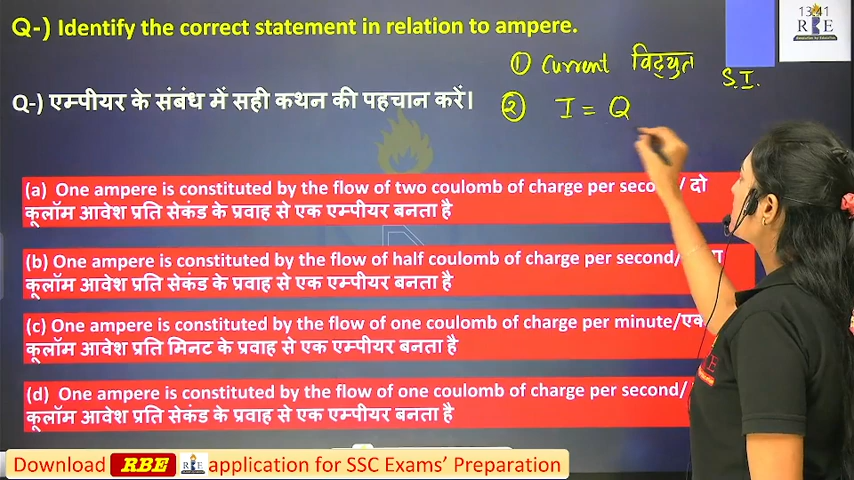 Q-) Identify the correct statement in relation to ampere.
13:41
RBE
① Current विद्युत
S.I.
Q-) एम्पीयर के संबंध में सही कथन की पहचान करें।
② I = Q
(a) One ampere is constituted by the flow of two coulomb of charge per second/ दो
कूलॉम आवेश प्रति सेकंड के प्रवाह से एक एम्पीयर बनता है
(b) One ampere is constituted by the flow of half coulomb of charge per second/
कूलॉम आवेश प्रति सेकंड के प्रवाह से एक एम्पीयर बनता है
(c) One ampere is constituted by the flow of one coulomb of charge per minute/एक
कूलॉम आवेश प्रति मिनट के प्रवाह से एक एम्पीयर बनता है
(d) One ampere is constituted by the flow of one coulomb of charge per second/
कूलॉम आवेश प्रति सेकंड के प्रवाह से एक एम्पीयर बनता है
Download RBE application for SSC Exams' Preparation